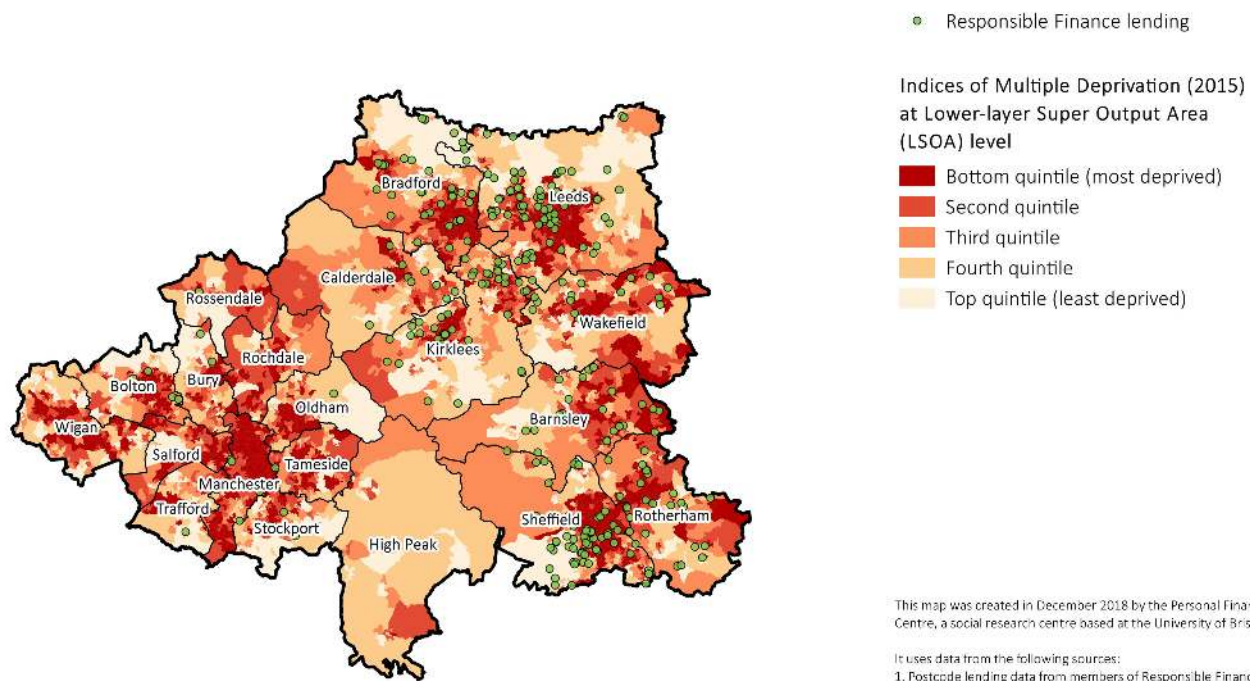 Responsible Finance lending
Indices of Multiple Deprivation (2015)
at Lower-layer Super Output Area
(LSOA) level
Bottom quintile (most deprived)
Second quintile
Third quintile
Fourth quintile
Top quintile (least deprived)
Bradford
Leeds
Calderdale
Rossendale
Wakefield
Kirklees
Rochdale
Bolton
Bury
Oldham
Barnsley
Wigan
Salford
Tameside
Manchester
Trafford
Stockport
Sheffield
Rotherham
High Peak
This map was created in December 2018 by the Personal Finan
Centre, a social research centre based at the University of Bris
It uses data from the following sources:
1. Postcode lending data from members of Responsible Financ